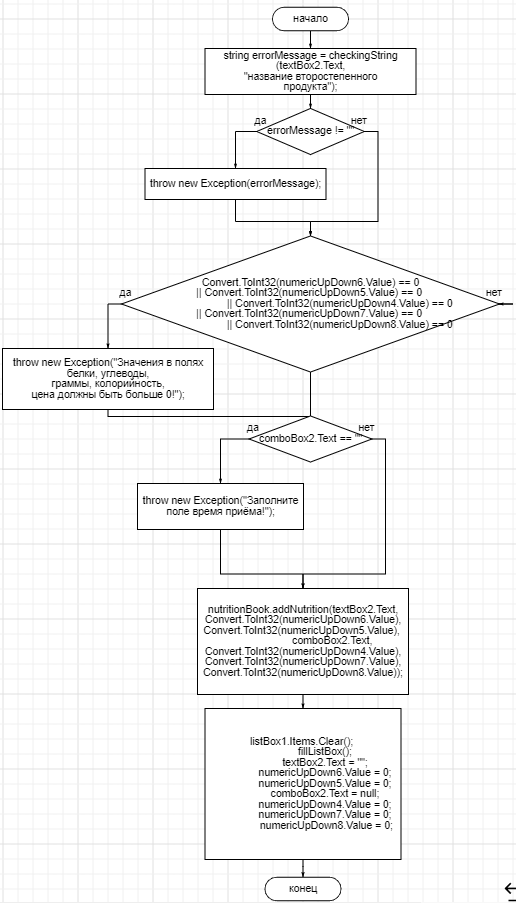 начало
string errorMessage = checkingString
(textBox2.Text,
"название второстепенного
продукта");
да
нет
errorMessage != ""
throw new Exception(errorMessage);
Convert.ToInt32(numericUpDown6.Value) == 0
|| Convert.ToInt32(numericUpDown5.Value) == 0
|| Convert.ToInt32(numericUpDown4.Value) == 0
|| Convert.ToInt32(numericUpDown7.Value) == 0
|| Convert.ToInt32(numericUpDown8.Value) == 0
да
нет
throw new Exception("Значения в полях
белки, углеводы,
граммы, колорийность,
цена должны быть больше 0!");
да
нет
comboBox2.Text == ""
throw new Exception("Заполните
поле время приёма!");
nutritionBook.addNutrition(textBox2.Text,
Convert.ToInt32(numericUpDown6.Value),
Convert.ToInt32(numericUpDown5.Value),
comboBox2.Text,
Convert.ToInt32(numericUpDown4.Value),
Convert.ToInt32(numericUpDown7.Value),
Convert.ToInt32(numericUpDown8.Value));
listBox1.Items.Clear();
fillListBox();
textBox2.Text = "";
numericUpDown6.Value = 0;
numericUpDown5.Value = 0;
comboBox2.Text = null;
numericUpDown4.Value = 0;
numericUpDown7.Value = 0;
numericUpDown8.Value = 0;
конец